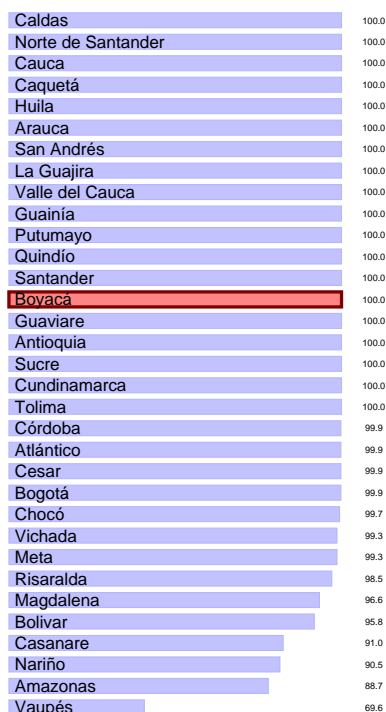 Caldas 100.0
Norte de Santander 100.0
Cauca 100.0
Caquetá 100.0
Huila 100.0
Arauca 100.0
San Andrés 100.0
La Guajira 100.0
Valle del Cauca 100.0
Guainía 100.0
Putumayo 100.0
Quindío 100.0
Santander 100.0
Boyacá 100.0
Guaviare 100.0
Antioquia 100.0
Sucre 100.0
Cundinamarca 100.0
Tolima 100.0
Córdoba 99.9
Atlántico 99.9
Cesar 99.9
Bogotá 99.9
Chocó 99.7
Vichada 99.3
Meta 99.3
Risaralda 98.5
Magdalena 96.6
Bolivar 95.8
Casanare 91.0
Nariño 90.5
Amazonas 88.7
Vaupés 69.6